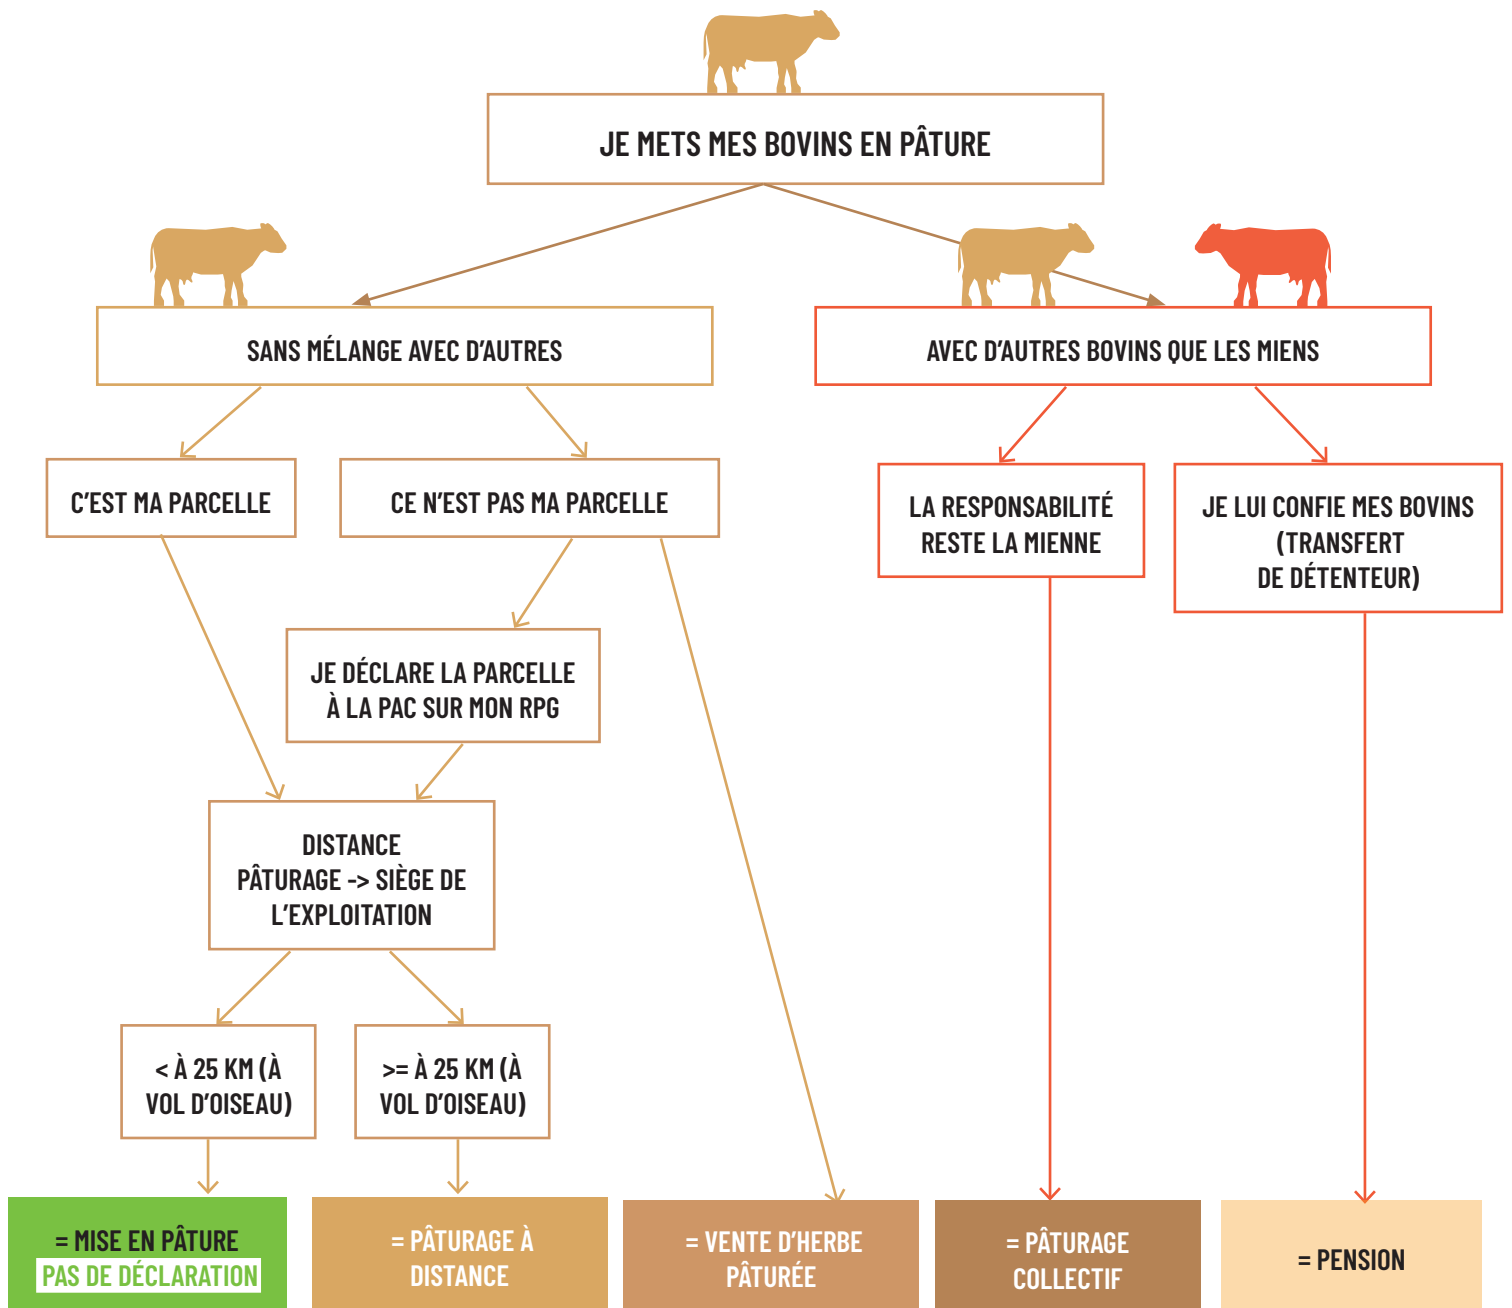 JE METS MES BOVINS EN PÂTURE
SANS MÉLANGE AVEC D'AUTRES
AVEC D'AUTRES BOVINS QUE LES MIENS
C'EST MA PARCELLE
CE N'EST PAS MA PARCELLE
LA RESPONSABILITÉ
RESTE LA MIENNE
JE LUI CONFIE MES BOVINS
(TRANSFERT
DE DÉTENTEUR)
JE DÉCLARE LA PARCELLE
À LA PAC SUR MON RPG
DISTANCE
PÂTURAGE -> SIÈGE DE
L'EXPLOITATION
< À 25 KM (À
VOL D'OISEAU)
>= À 25 KM (À
VOL D'OISEAU)
= MISE EN PÂTURE
PAS DE DÉCLARATION
= PÂTURAGE À
DISTANCE
= VENTE D'HERBE
PÂTURÉE
= PÂTURAGE
COLLECTIF
= PENSION